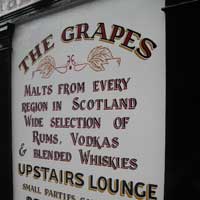 THE GRAPES
MALTS FROM EVERY
REGION IN SCOTLAND
WIDE SELECTION OF
RUMS, VODKAS
& BLENDED WHISKIES
UPSTAIRS LOUNGE
SMALL PARTIES